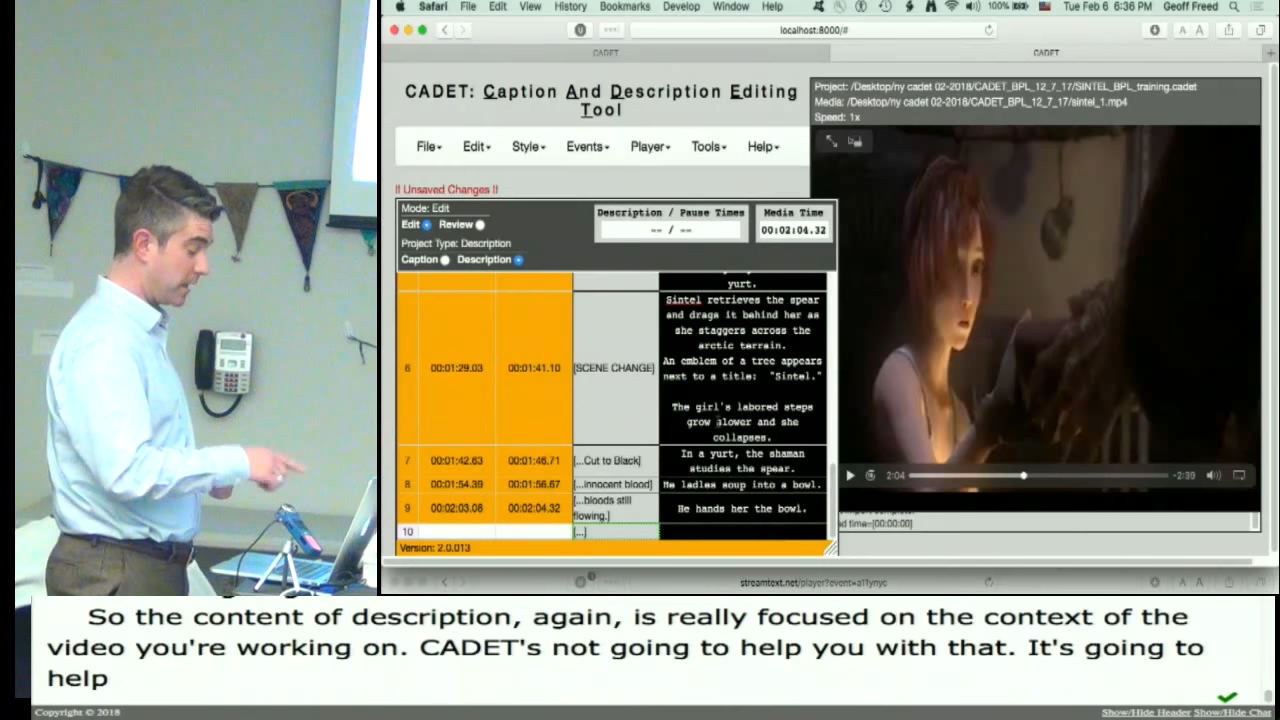 Safari File Edit View History Bookmarks Develop Window Help 100% Tue Feb 6 6:36 PM Geoff Freed
localhost:8000/#
CADET CADET
CADET: Caption And Description Editing
Tool
Project: /Desktop/ny cadet 02-2018/CADET_BPL_12_7_17/SINTEL_BPL_training.cadet
Media: /Desktop/ny cadet 02-2018/CADET_BPL_12_7_17/sintel_1.mp4
Speed: 1x
File Edit Style Events Player Tools Help
!! Unsaved Changes !!
Mode: Edit
Edit Review
Project Type: Description
Caption Description
Description / Pause Times
-- / --
Media Time
00:02:04.32
yurt.
6 00:01:29.03 00:01:41.10 [SCENE CHANGE]
Sintel retrieves the spear
and drags it behind her as
she staggers across the
arctic terrain.
An emblem of a tree appears
next to a title: "Sintel."
The girl's labored steps
grow slower and she
collapses.
7 00:01:42.63 00:01:46.71 [...Cut to Black]
In a yurt, the shaman
studies the spear.
8 00:01:54.39 00:01:56.67 [...innocent blood] He ladles soup into a bowl.
9 00:02:03.08 00:02:04.32 [...bloods still
flowing.]
He hands her the bowl.
10 [...]
Version: 2.0.013
2:04 -2:39
d time=[00:00:00]
streamtext.net/player?event=a11ynyc
So the content of description, again, is really focused on the context of the
video you're working on. CADET's not going to help you with that. It's going to
help
Copyright © 2018 Show/Hide Header Show/Hide Chat